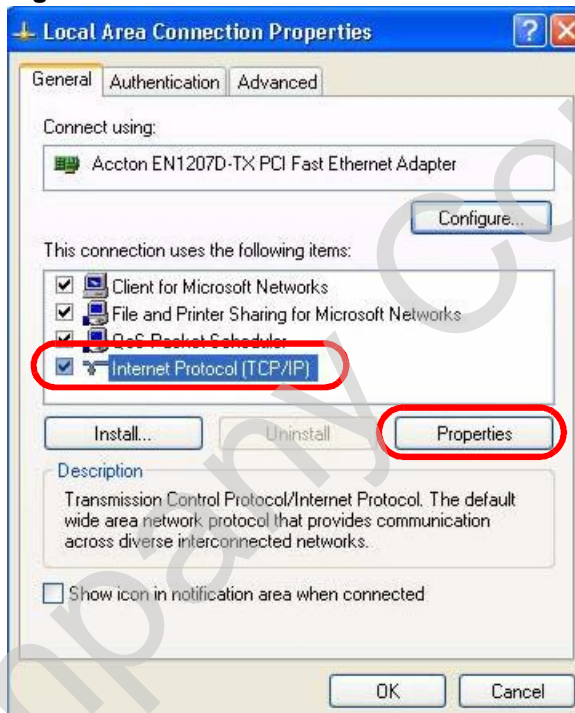 Local Area Connection Properties
General Authentication Advanced
Connect using:
Accton EN1207D-TX PCI Fast Ethernet Adapter
Configure...
This connection uses the following items:
Client for Microsoft Networks
File and Printer Sharing for Microsoft Networks
QoS Packet Scheduler
Internet Protocol (TCP/IP)
Install... Uninstall Properties
Description
Transmission Control Protocol/Internet Protocol. The default
wide area network protocol that provides communication
across diverse interconnected networks.
Show icon in notification area when connected
OK Cancel